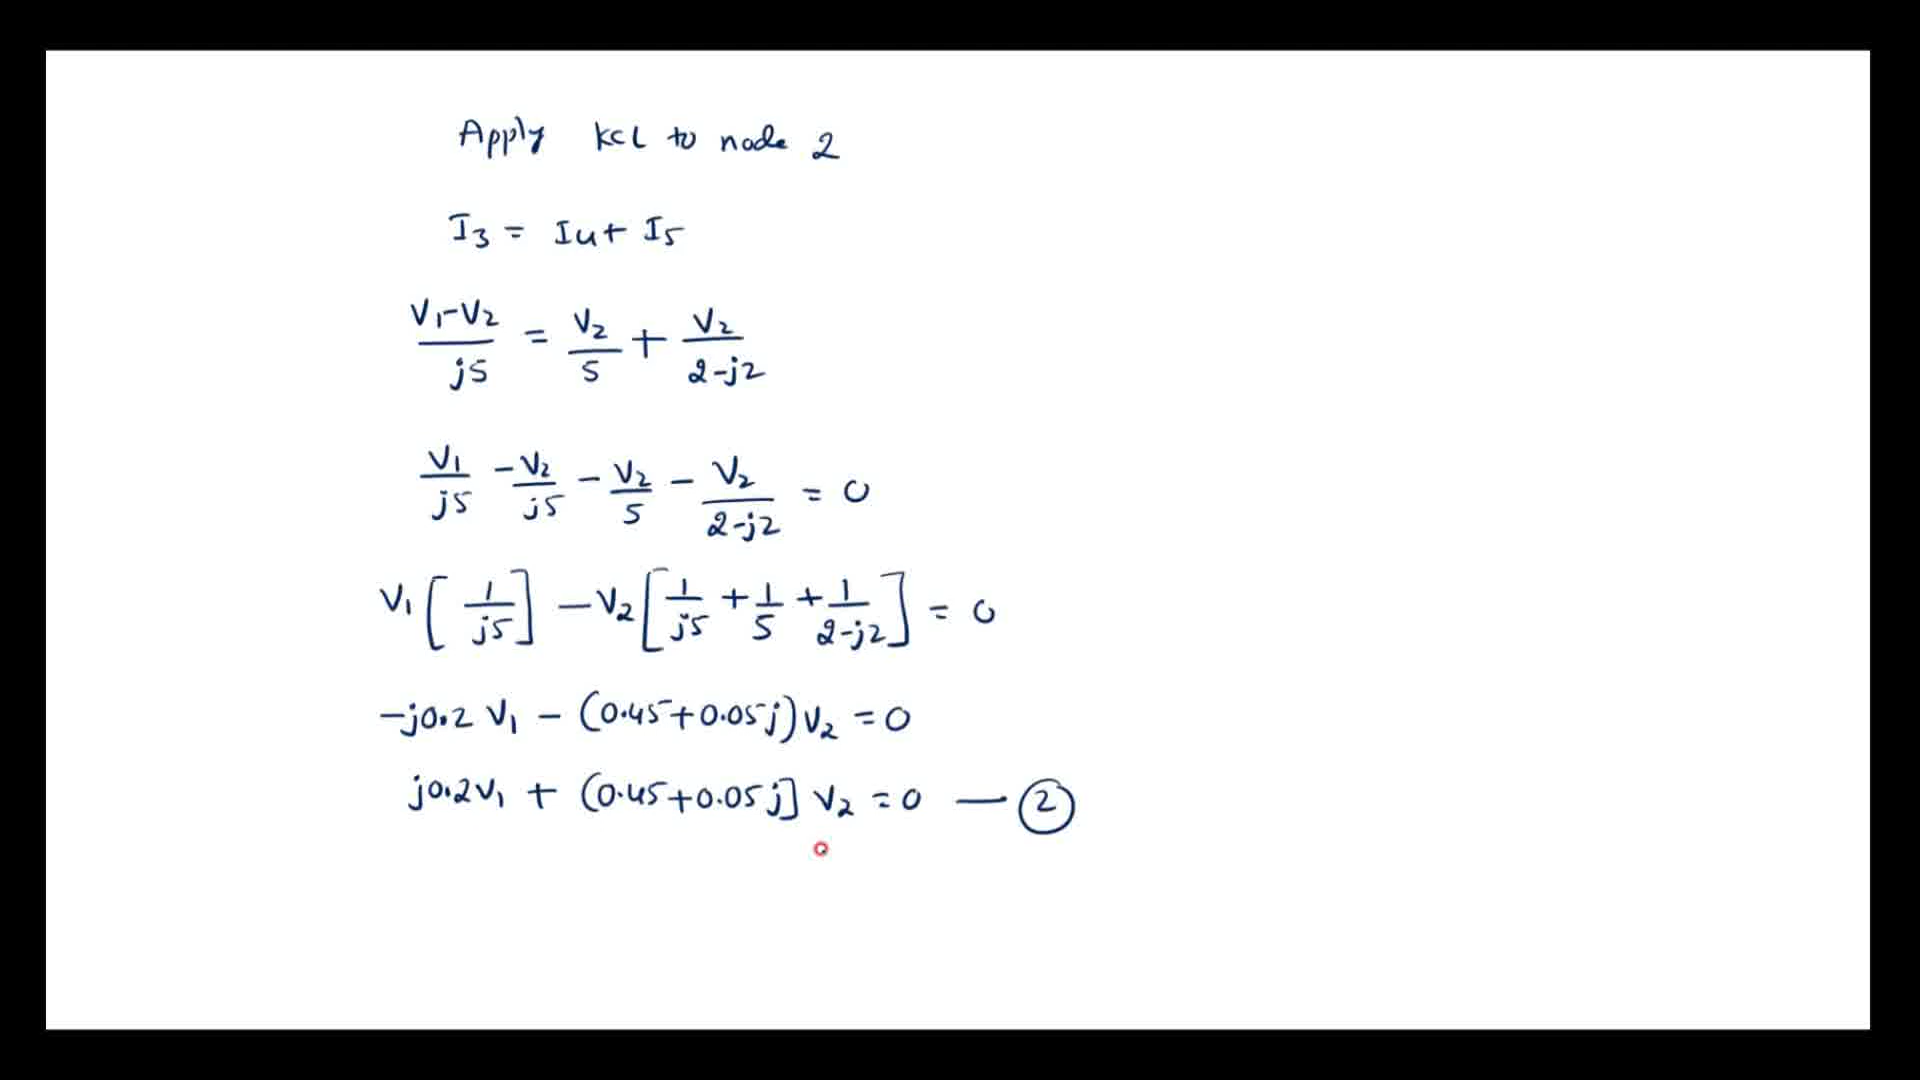 Apply KCL to node 2
I3 = I4 + I5
V1-V2/j5 = V2/5 + V2/2-j2
V1/j5 - V2/j5 - V2/5 - V2/2-j2 = 0
V1 [1/j5] - V2 [1/j5 + 1/5 + 1/2-j2] = 0
-j0.2 V1 - (0.45+0.05j) V2 = 0
j0.2V1 + (0.45+0.05j] V2 = 0 — 2